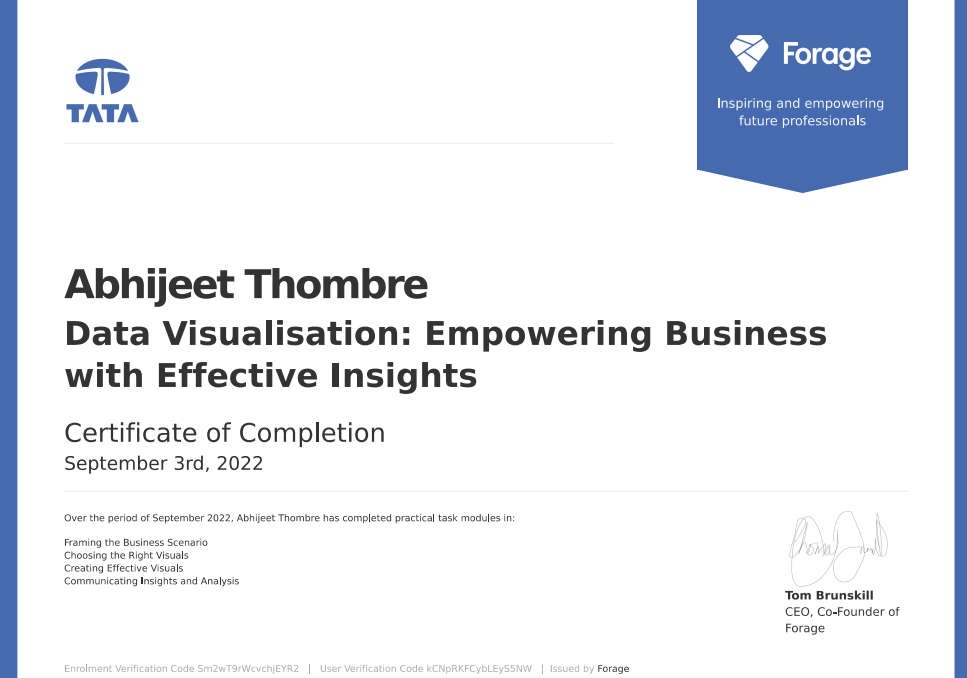 TATA
Forage
Inspiring and empowering
future professionals
Abhijeet Thombre
Data Visualisation: Empowering Business
with Effective Insights
Certificate of Completion
September 3rd, 2022
Over the period of September 2022, Abhijeet Thombre has completed practical task modules in:
Framing the Business Scenario
Choosing the Right Visuals
Creating Effective Visuals
Communicating Insights and Analysis
Tom Brunskill
CEO, Co-Founder of
Forage
Enrolment Verification Code Sm2wT9rWcvchjEYR2 | User Verification Code kCNpRKFCybLEyS5NW | Issued by Forage